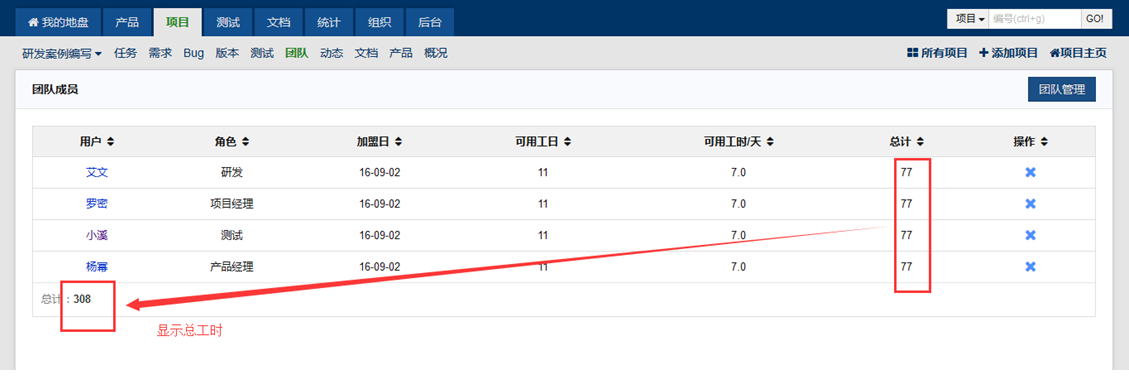 我的地盘 产品 项目 测试 文档 统计 组织 后台 项目 编号(ctrl+g) GO!
研发案例编写 任务 需求 Bug 版本 测试 团队 动态 文档 产品 概况 所有项目 添加项目 项目主页
团队成员 团队管理
用户 角色 加盟日 可用工日 可用工时/天 总计 操作
艾文 研发 16-09-02 11 7.0 77
罗密 项目经理 16-09-02 11 7.0 77
小溪 测试 16-09-02 11 7.0 77
杨幂 产品经理 16-09-02 11 7.0 77
总计：308
显示总工时